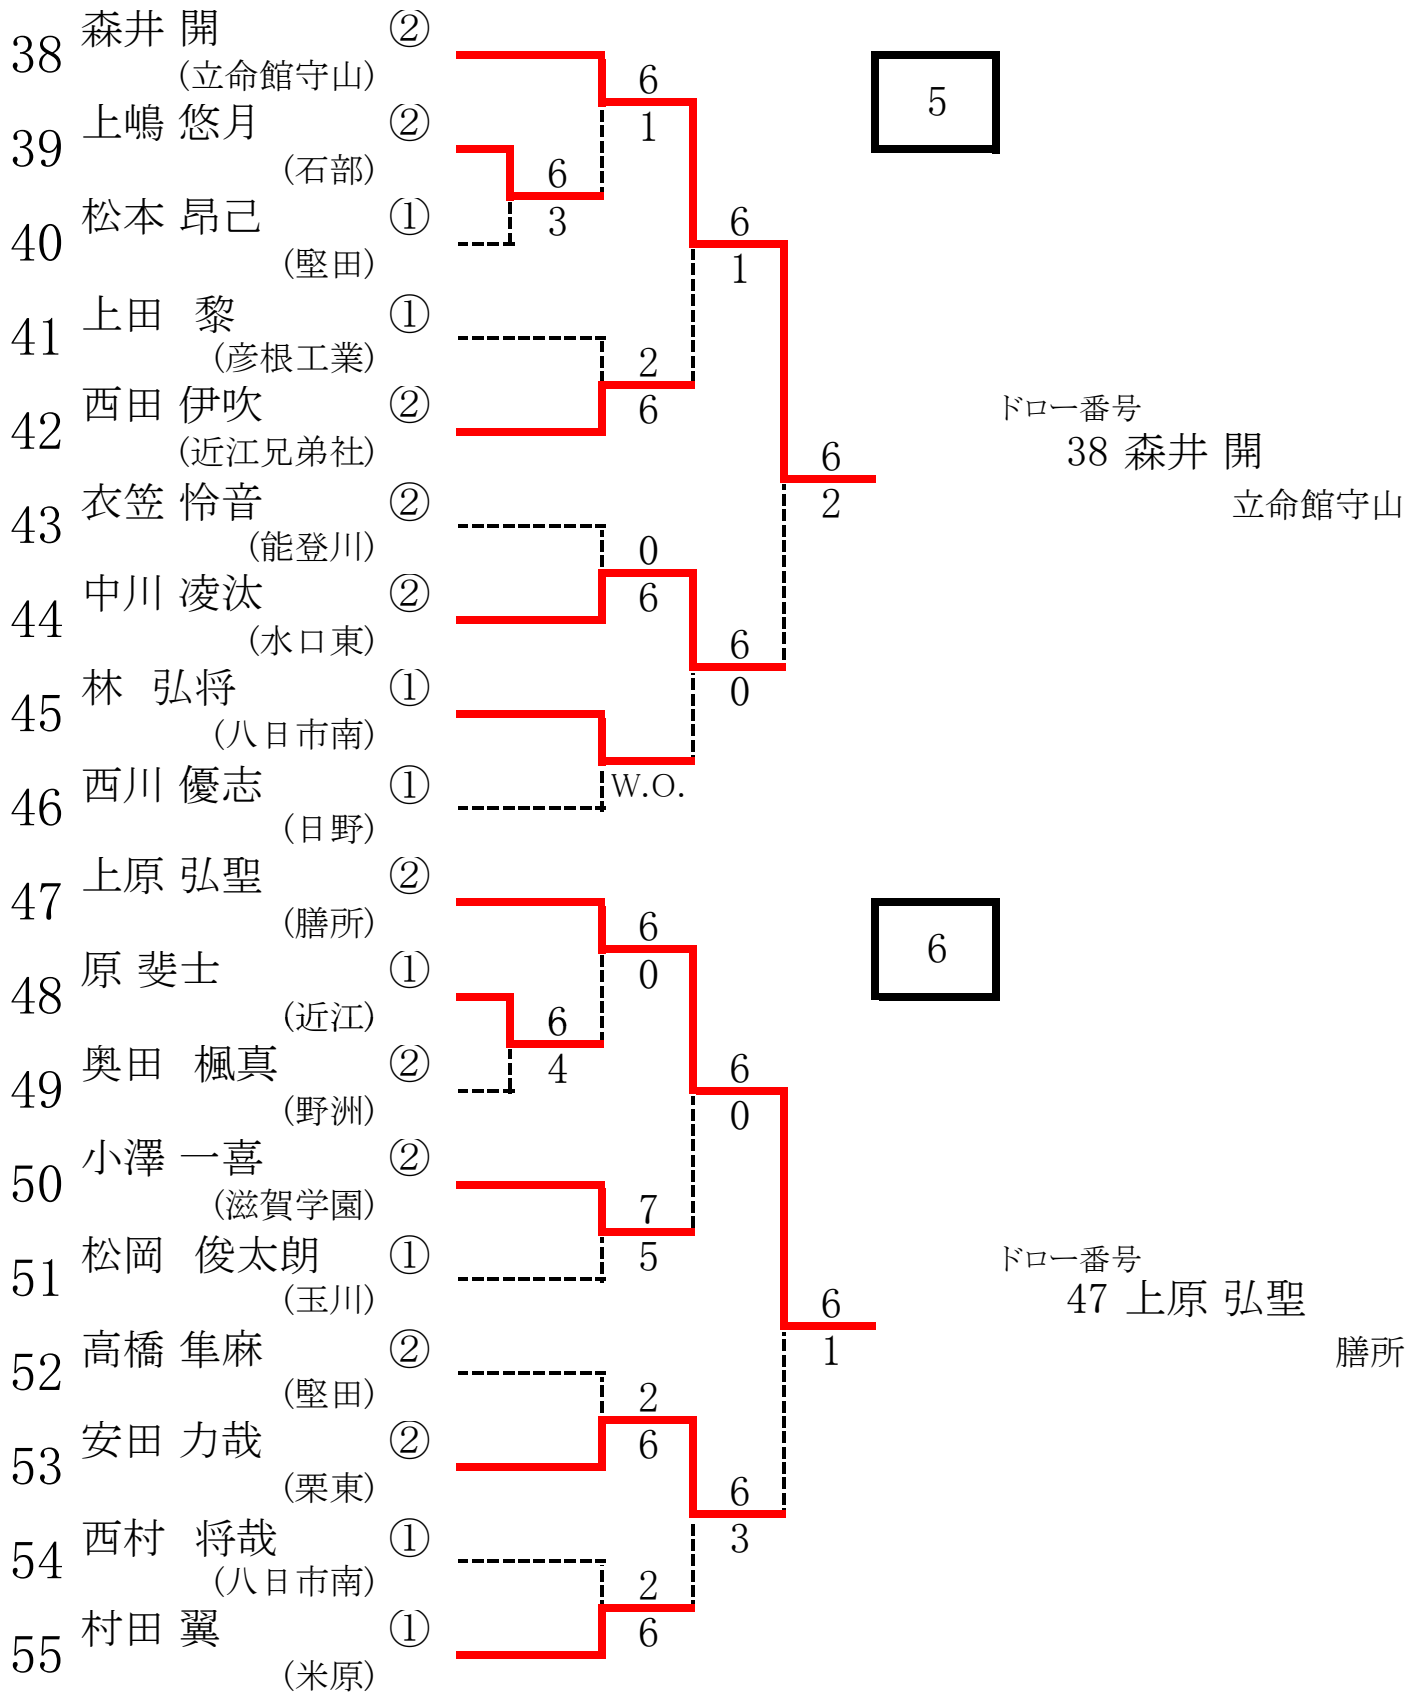 38 森井 開 ②
(立命館守山)
39 上嶋 悠月 ②
(石部)
40 松本 昂己 ①
(堅田)
41 上田 黎 ①
(彦根工業)
42 西田 伊吹 ②
(近江兄弟社)
43 衣笠 怜音 ②
(能登川)
44 中川 凌汰 ②
(水口東)
45 林 弘将 ①
(八日市南)
46 西川 優志 ①
(日野)
6
3
6
1
2
6
0
6
W.O.
6
1
6
0
6
2
5
ドロー番号
38 森井 開
立命館守山
47 上原 弘聖 ②
(膳所)
48 原 斐士 ①
(近江)
49 奥田 楓真 ②
(野洲)
50 小澤 一喜 ②
(滋賀学園)
51 松岡 俊太朗 ①
(玉川)
52 高橋 隼麻 ②
(堅田)
53 安田 力哉 ②
(栗東)
54 西村 将哉 ①
(八日市南)
55 村田 翼 ①
(米原)
6
4
6
0
7
5
2
6
2
6
6
0
6
3
6
1
6
ドロー番号
47 上原 弘聖
膳所